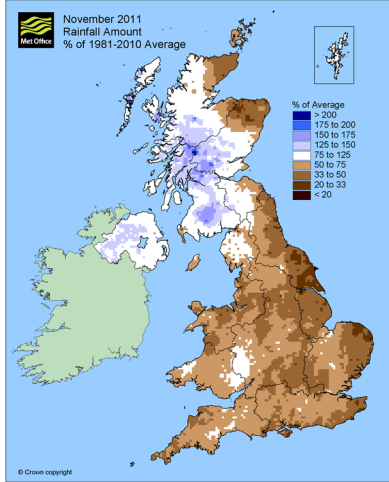 Met Office
November 2011
Rainfall Amount
% of 1981-2010 Average
% of Average
> 200
175 to 200
150 to 175
125 to 150
75 to 125
50 to 75
33 to 50
20 to 33
< 20
© Crown copyright